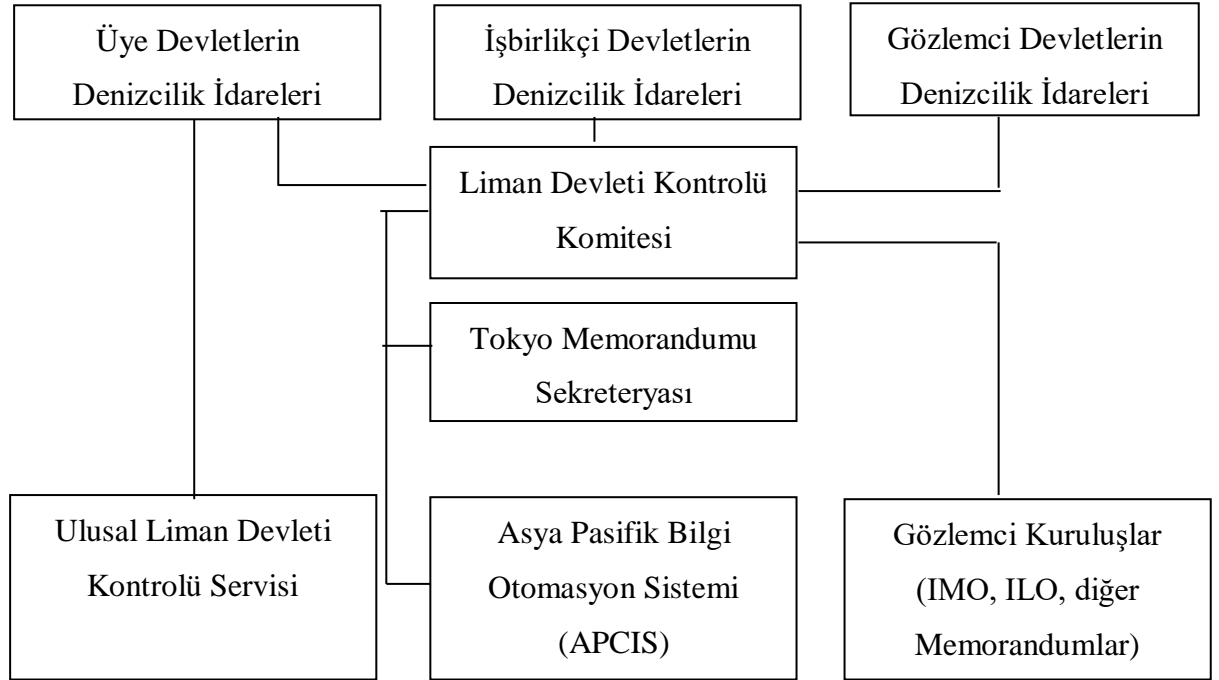 Üye Devletlerin
Denizcilik İdareleri
İşbirlikçi Devletlerin
Denizcilik İdareleri
Gözlemci Devletlerin
Denizcilik İdareleri
Liman Devleti Kontrolü
Komitesi
Tokyo Memorandumu
Sekreteryası
Ulusal Liman Devleti
Kontrolü Servisi
Asya Pasifik Bilgi
Otomasyon Sistemi
(APCIS)
Gözlemci Kuruluşlar
(IMO, ILO, diğer
Memorandumlar)